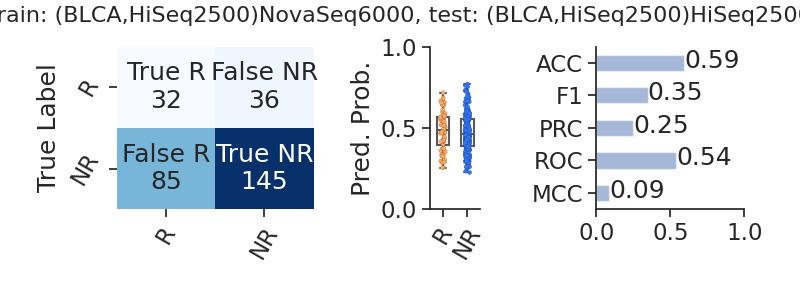 rain: (BLCA,HiSeq2500)NovaSeq6000, test: (BLCA,HiSeq2500)HiSeq250
True Label
R
NR
True R
32
False NR
36
False R
85
True NR
145
R
NR
Pred. Prob.
1.0
0.5
0.0
R
NR
ACC
F1
PRC
ROC
MCC
0.59
0.35
0.25
0.54
0.09
0.0
0.5
1.0